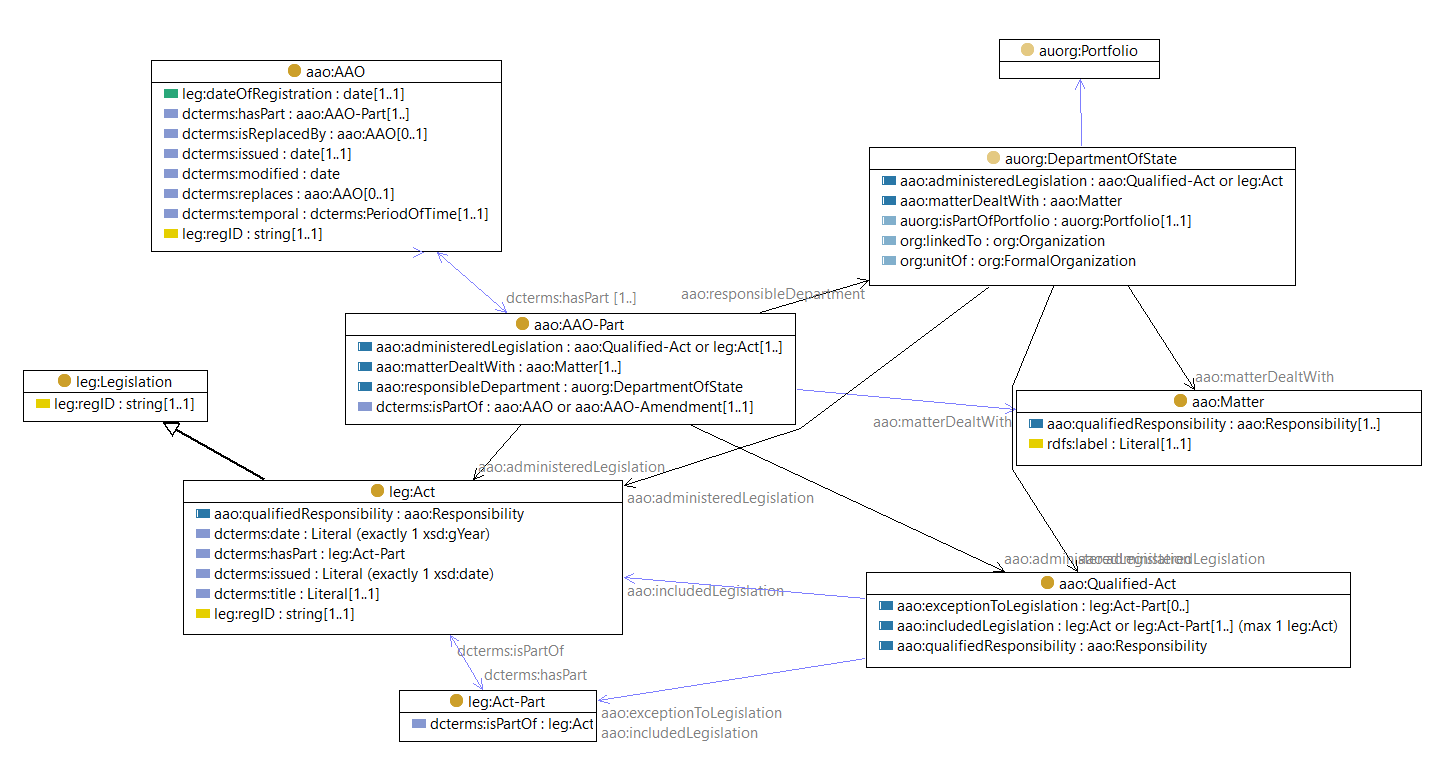 auorg:Portfolio
aao:AAO
leg:dateOfRegistration : date[1..1]
dcterms:hasPart : aao:AAO-Part[1..]
dcterms:isReplacedBy : aao:AAO[0..1]
dcterms:issued : date[1..1]
dcterms:modified : date
dcterms:replaces : aao:AAO[0..1]
dcterms:temporal : dcterms:PeriodOfTime[1..1]
leg:regID : string[1..1]
auorg:DepartmentOfState
aao:administeredLegislation : aao:Qualified-Act or leg:Act
aao:matterDealtWith : aao:Matter
auorg:isPartOfPortfolio : auorg:Portfolio[1..1]
org:linkedTo : org:Organization
org:unitOf : org:FormalOrganization
dcterms:hasPart [1..]
aao:responsibleDepartment
aao:AAO-Part
aao:administeredLegislation : aao:Qualified-Act or leg:Act[1..]
aao:matterDealtWith : aao:Matter[1..]
aao:responsibleDepartment : auorg:DepartmentOfState
dcterms:isPartOf : aao:AAO or aao:AAO-Amendment[1..1]
leg:Legislation
leg:regID : string[1..1]
aao:matterDealtWith
aao:Matter
aao:qualifiedResponsibility : aao:Responsibility[1..]
rdfs:label : Literal[1..1]
aao:matterDealtWith
aao:administeredLegislation
leg:Act
aao:qualifiedResponsibility : aao:Responsibility
dcterms:date : Literal (exactly 1 xsd:gYear)
dcterms:hasPart : leg:Act-Part
dcterms:issued : Literal (exactly 1 xsd:date)
dcterms:title : Literal[1..1]
leg:regID : string[1..1]
aao:administeredLegislation
aao:administeredLegislation
aao:administeredLegislation
aao:includedLegislation
aao:Qualified-Act
aao:exceptionToLegislation : leg:Act-Part[0..]
aao:includedLegislation : leg:Act or leg:Act-Part[1..] (max 1 leg:Act)
aao:qualifiedResponsibility : aao:Responsibility
dcterms:isPartOf
dcterms:hasPart
leg:Act-Part
dcterms:isPartOf : leg:Act
aao:exceptionToLegislation
aao:includedLegislation